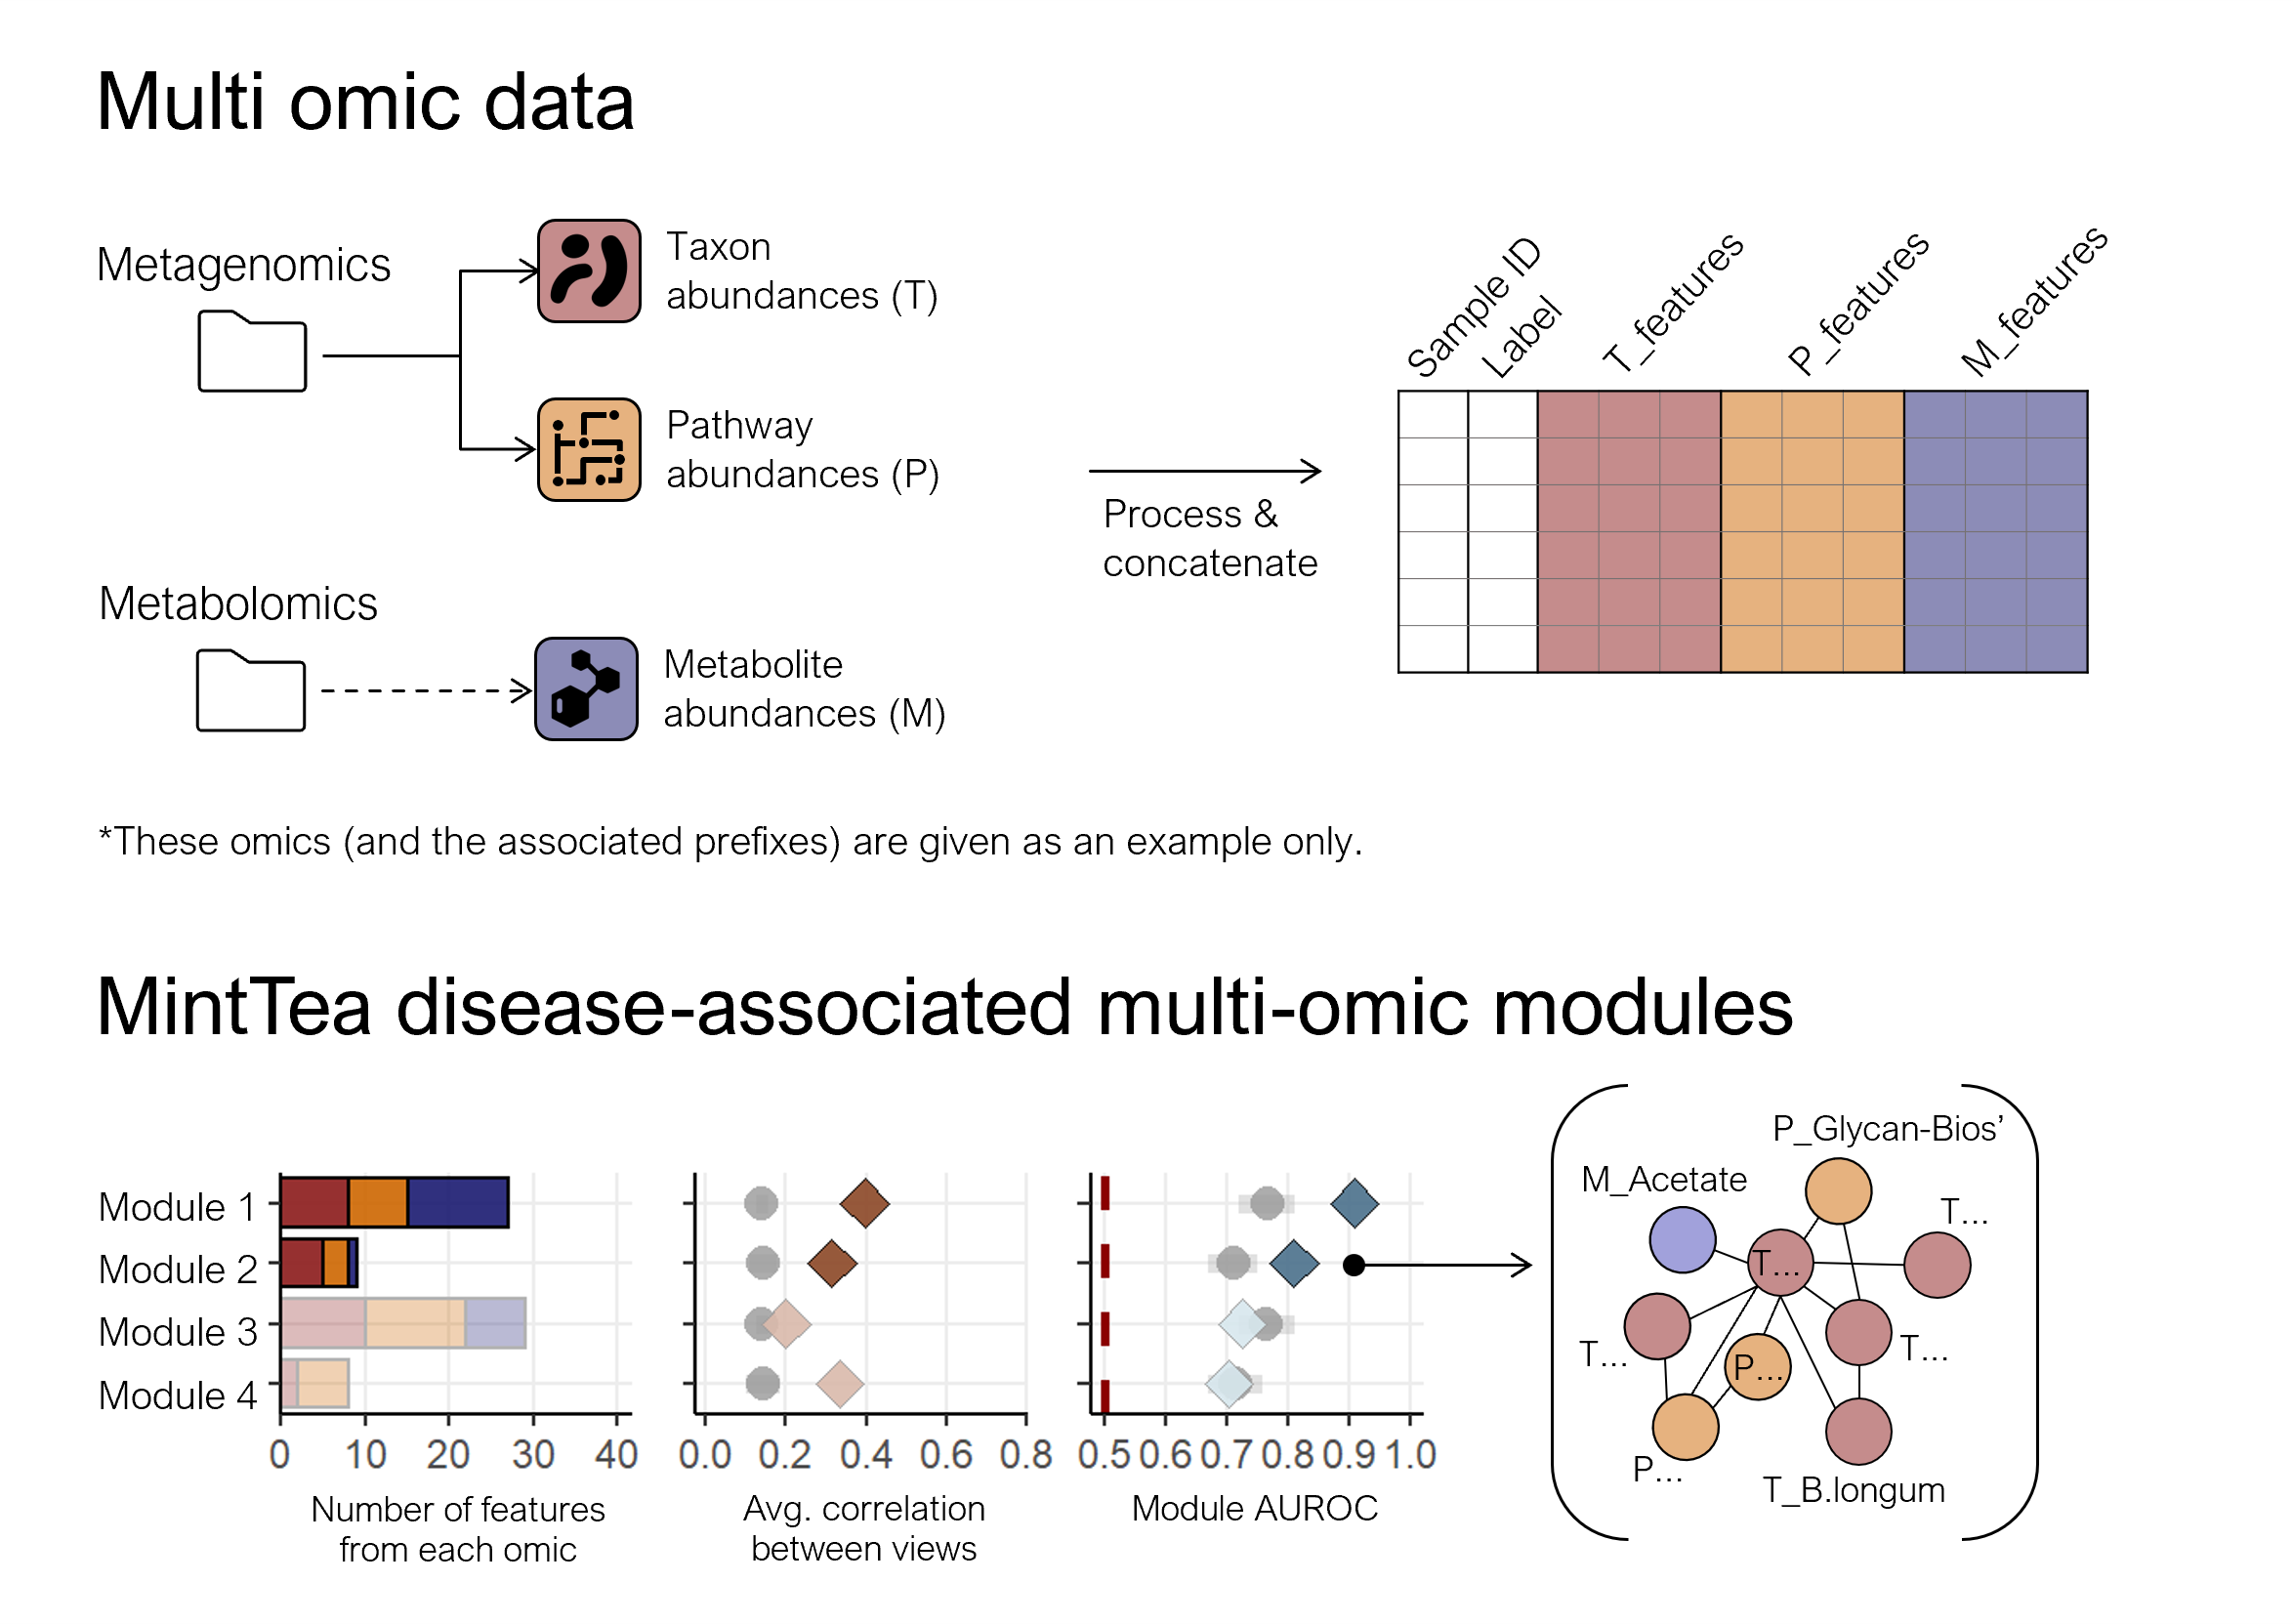 Multi omic data
Metagenomics
Taxon
abundances (T)
Pathway
abundances (P)
Metabolomics
Metabolite
abundances (M)
Process &
concatenate
Sample ID
Label
T_features
P_features
M_features
*These omics (and the associated prefixes) are given as an example only.
MintTea disease-associated multi-omic modules
Module 1
Module 2
Module 3
Module 4
0 10 20 30 40
Number of features
from each omic
0.0 0.2 0.4 0.6 0.8
Avg. correlation
between views
0.5 0.6 0.7 0.8 0.9 1.0
Module AUROC
P_Glycan-Bios’
M_Acetate
T...
T...
T...
T...
P...
P...
T_B.longum